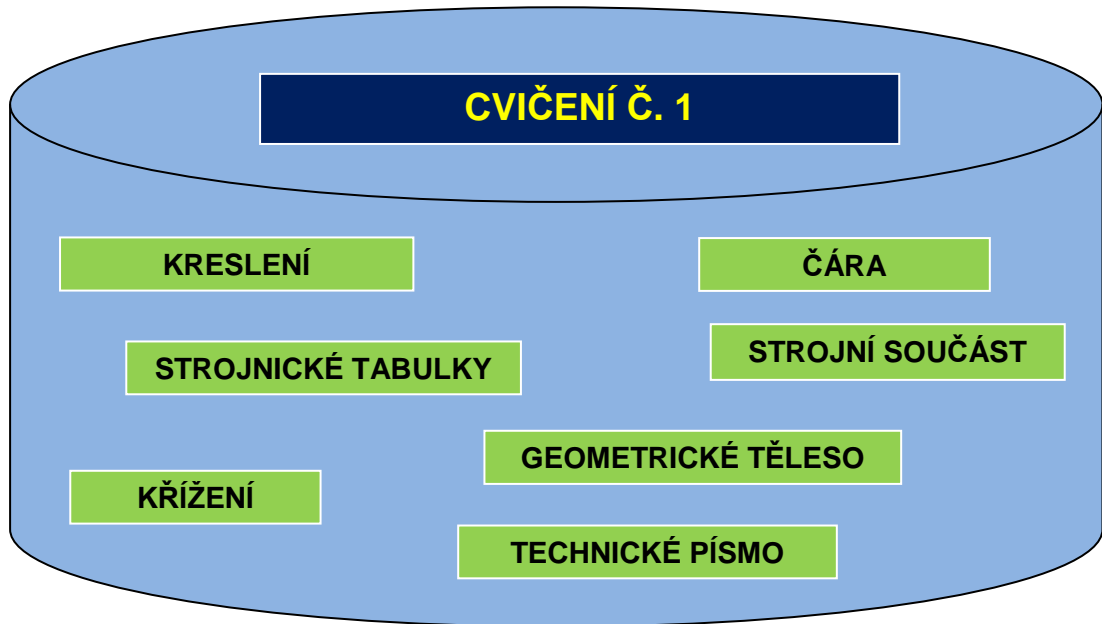 CVIČENÍ Č. 1
KRESLENÍ
ČÁRA
STROJNICKÉ TABULKY
STROJNÍ SOUČÁST
GEOMETRICKÉ TĚLESO
KŘÍŽENÍ
TECHNICKÉ PÍSMO